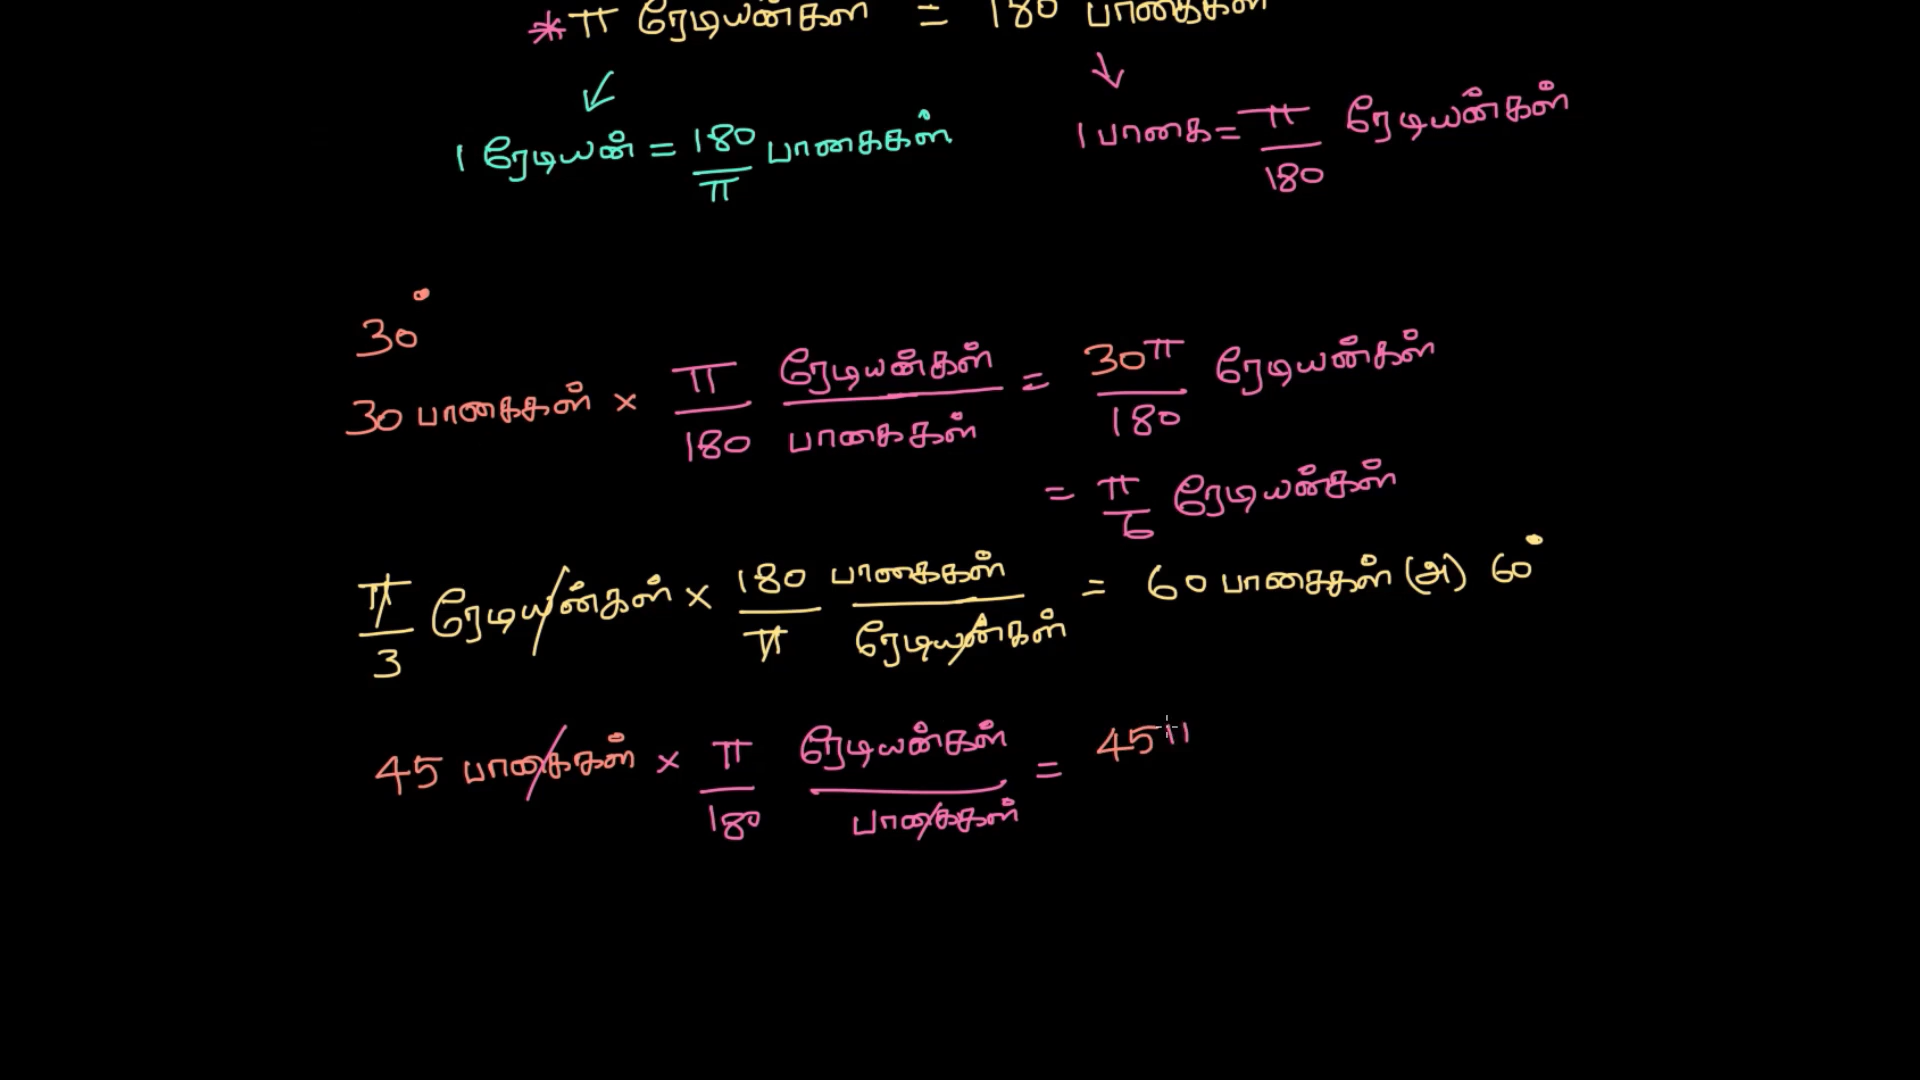 * π ரேடியன்கள் = 180 பாகைகள்
1 ரேடியன் = 180/π பாகைகள்
1 பாகை = π/180 ரேடியன்கள்
30°
30 பாகைகள் × π/180 ரேடியன்கள்/பாகைகள் = 30π/180 ரேடியன்கள்
= π/6 ரேடியன்கள்
π/3 ரேடியன்கள் × 180/π பாகைகள்/ரேடியன்கள் = 60 பாகைகள் (அ) 60°
45 பாகைகள் × π/180 ரேடியன்கள்/பாகைகள் = 45